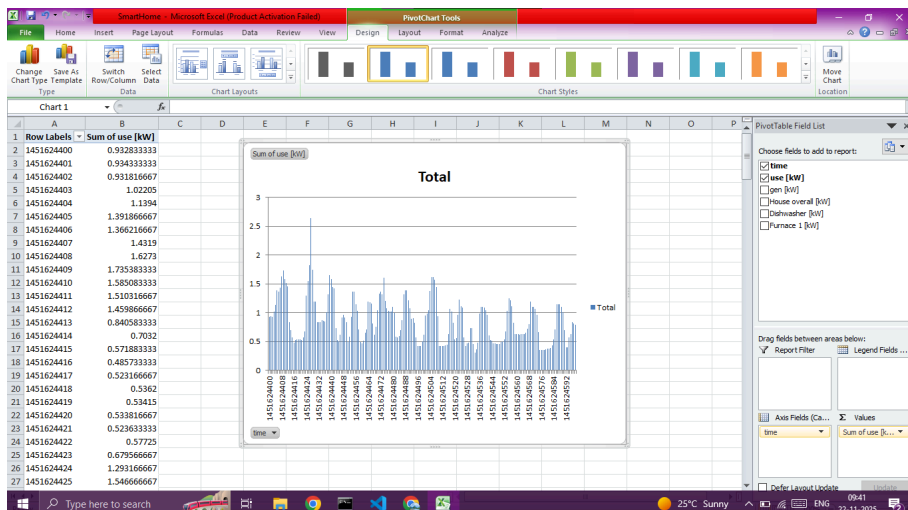 SmartHome - Microsoft Excel (Product Activation Failed)
PivotChart Tools
File Home Insert Page Layout Formulas Data Review View Design Layout Format Analyze
Change Chart Type
Save As Template
Switch Row/Column
Select Data
Move Chart
Type Data Chart Layouts Chart Styles Location
Chart 1 fx
A B C D E F G H I J K L M N O P
1 Row Labels Sum of use [kW]
2 1451624400 0.932833333
3 1451624401 0.934333333
4 1451624402 0.931816667
5 1451624403 1.02205
6 1451624404 1.1394
7 1451624405 1.391866667
8 1451624406 1.366216667
9 1451624407 1.4319
10 1451624408 1.6273
11 1451624409 1.735383333
12 1451624410 1.585083333
13 1451624411 1.510316667
14 1451624412 1.459866667
15 1451624413 0.840583333
16 1451624414 0.7032
17 1451624415 0.571883333
18 1451624416 0.485733333
19 1451624417 0.523166667
20 1451624418 0.5362
21 1451624419 0.53415
22 1451624420 0.533816667
23 1451624421 0.523633333
24 1451624422 0.57725
25 1451624423 0.679566667
26 1451624424 1.293166667
27 1451624425 1.546666667
Sum of use [kW]
Total
3
2.5
2
1.5
1
0.5
0
1451624400
1451624408
1451624416
1451624424
1451624432
1451624440
1451624448
1451624456
1451624464
1451624472
1451624480
1451624488
1451624496
1451624504
1451624512
1451624520
1451624528
1451624536
1451624544
1451624552
1451624560
1451624568
1451624576
1451624584
1451624592
Total
time
PivotTable Field List
Choose fields to add to report:
time
use [kW]
gen [kW]
House overall [kW]
Dishwasher [kW]
Furnace 1 [kW]
Drag fields between areas below:
Report Filter Legend Fields ...
Axis Fields (Ca... Σ Values
time Sum of use [k...
Defer Layout Update Update
Type here to search
25°C Sunny
ENG
09:41
22-11-2025